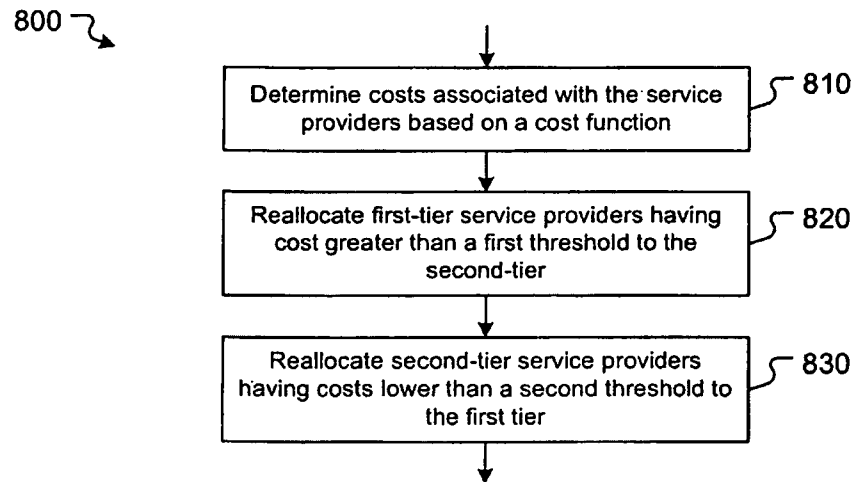 800
Determine costs associated with the service
providers based on a cost function
810
Reallocate first-tier service providers having
cost greater than a first threshold to the
second-tier
820
Reallocate second-tier service providers
having costs lower than a second threshold to
the first tier
830